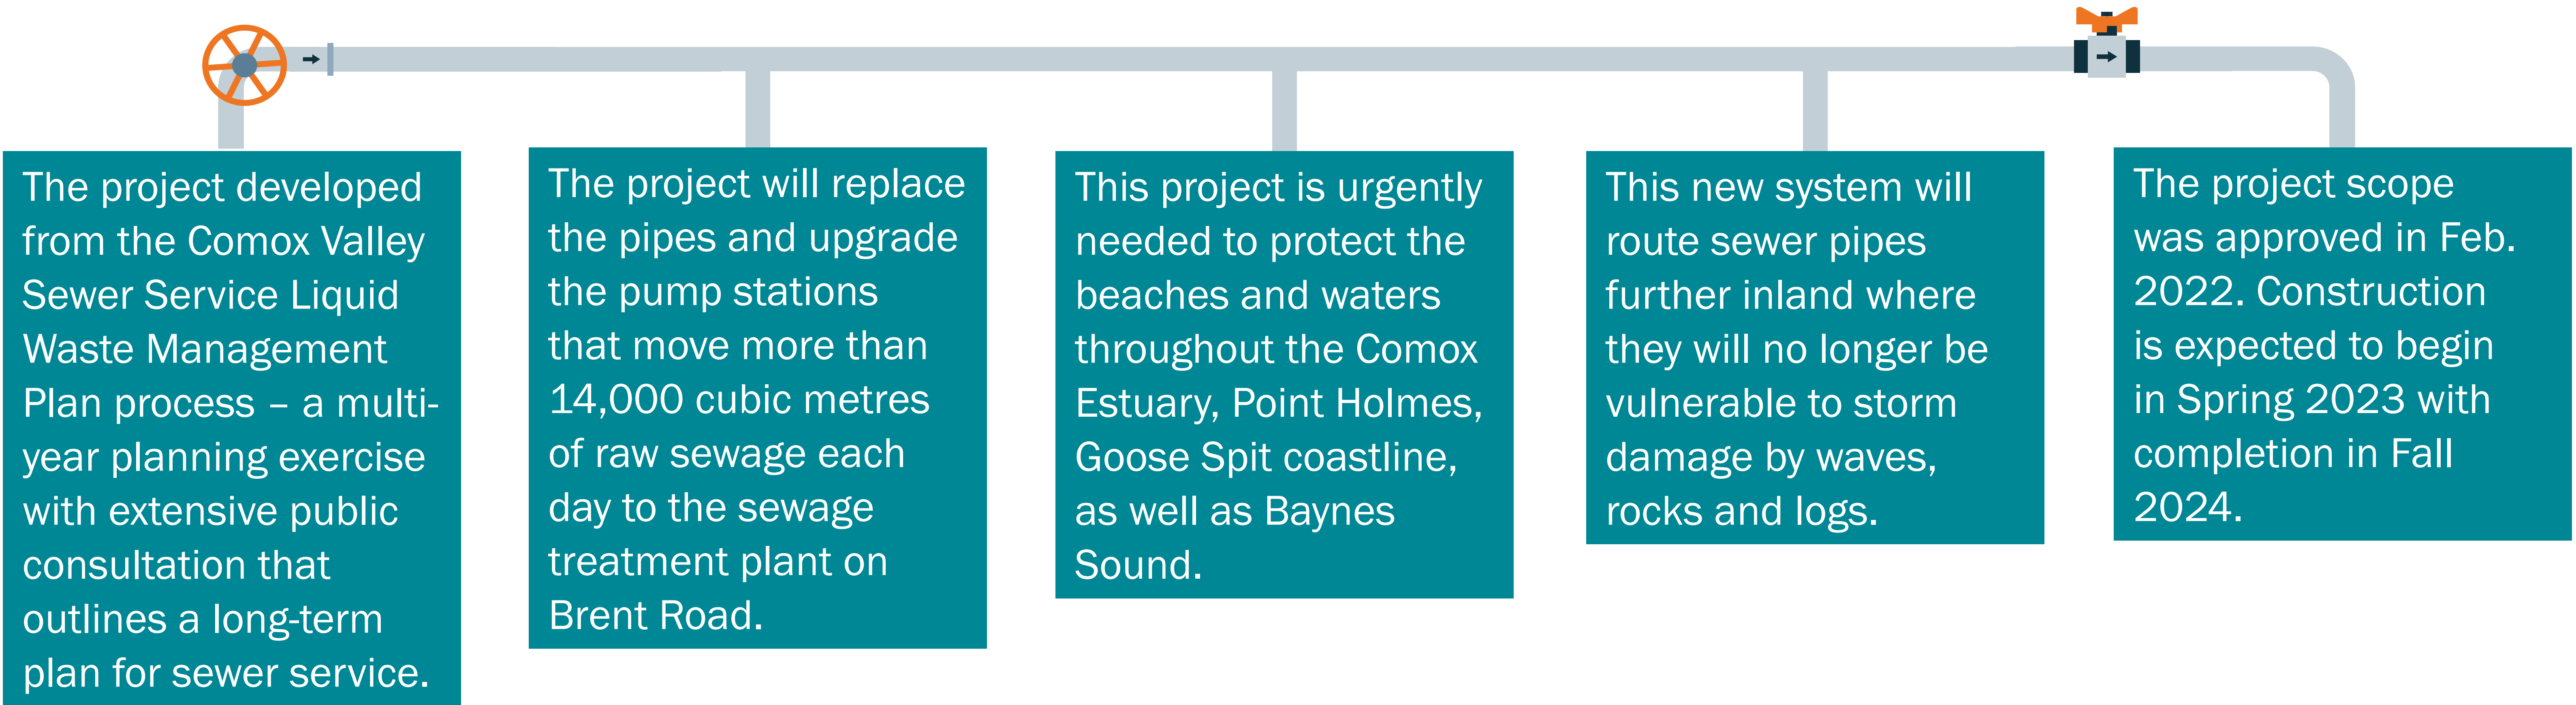 The project developed
from the Comox Valley
Sewer Service Liquid
Waste Management
Plan process – a multi-
year planning exercise
with extensive public
consultation that
outlines a long-term
plan for sewer service.
The project will replace
the pipes and upgrade
the pump stations
that move more than
14,000 cubic metres
of raw sewage each
day to the sewage
treatment plant on
Brent Road.
This project is urgently
needed to protect the
beaches and waters
throughout the Comox
Estuary, Point Holmes,
Goose Spit coastline,
as well as Baynes
Sound.
This new system will
route sewer pipes
further inland where
they will no longer be
vulnerable to storm
damage by waves,
rocks and logs.
The project scope
was approved in Feb.
2022. Construction
is expected to begin
in Spring 2023 with
completion in Fall
2024.